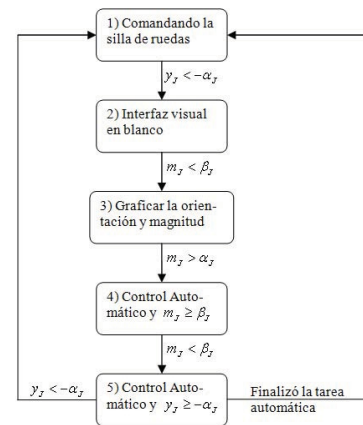 1) Comandando la
silla de ruedas
y_J < -α_J
2) Interfaz visual
en blanco
m_J < β_J
3) Graficar la orien-
tación y magnitud
m_J > α_J
4) Control Auto-
mático y m_J ≥ β_J
m_J < β_J
y_J < -α_J
5) Control Auto-
mático y y_J ≥ -α_J
Finalizó la tarea
automática